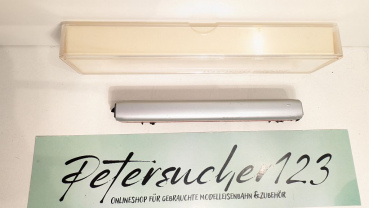 Petersucher123
ONLINESHOP FÜR GEBRAUCHTE MODELLEISENBAHN & ZUBEHÖR